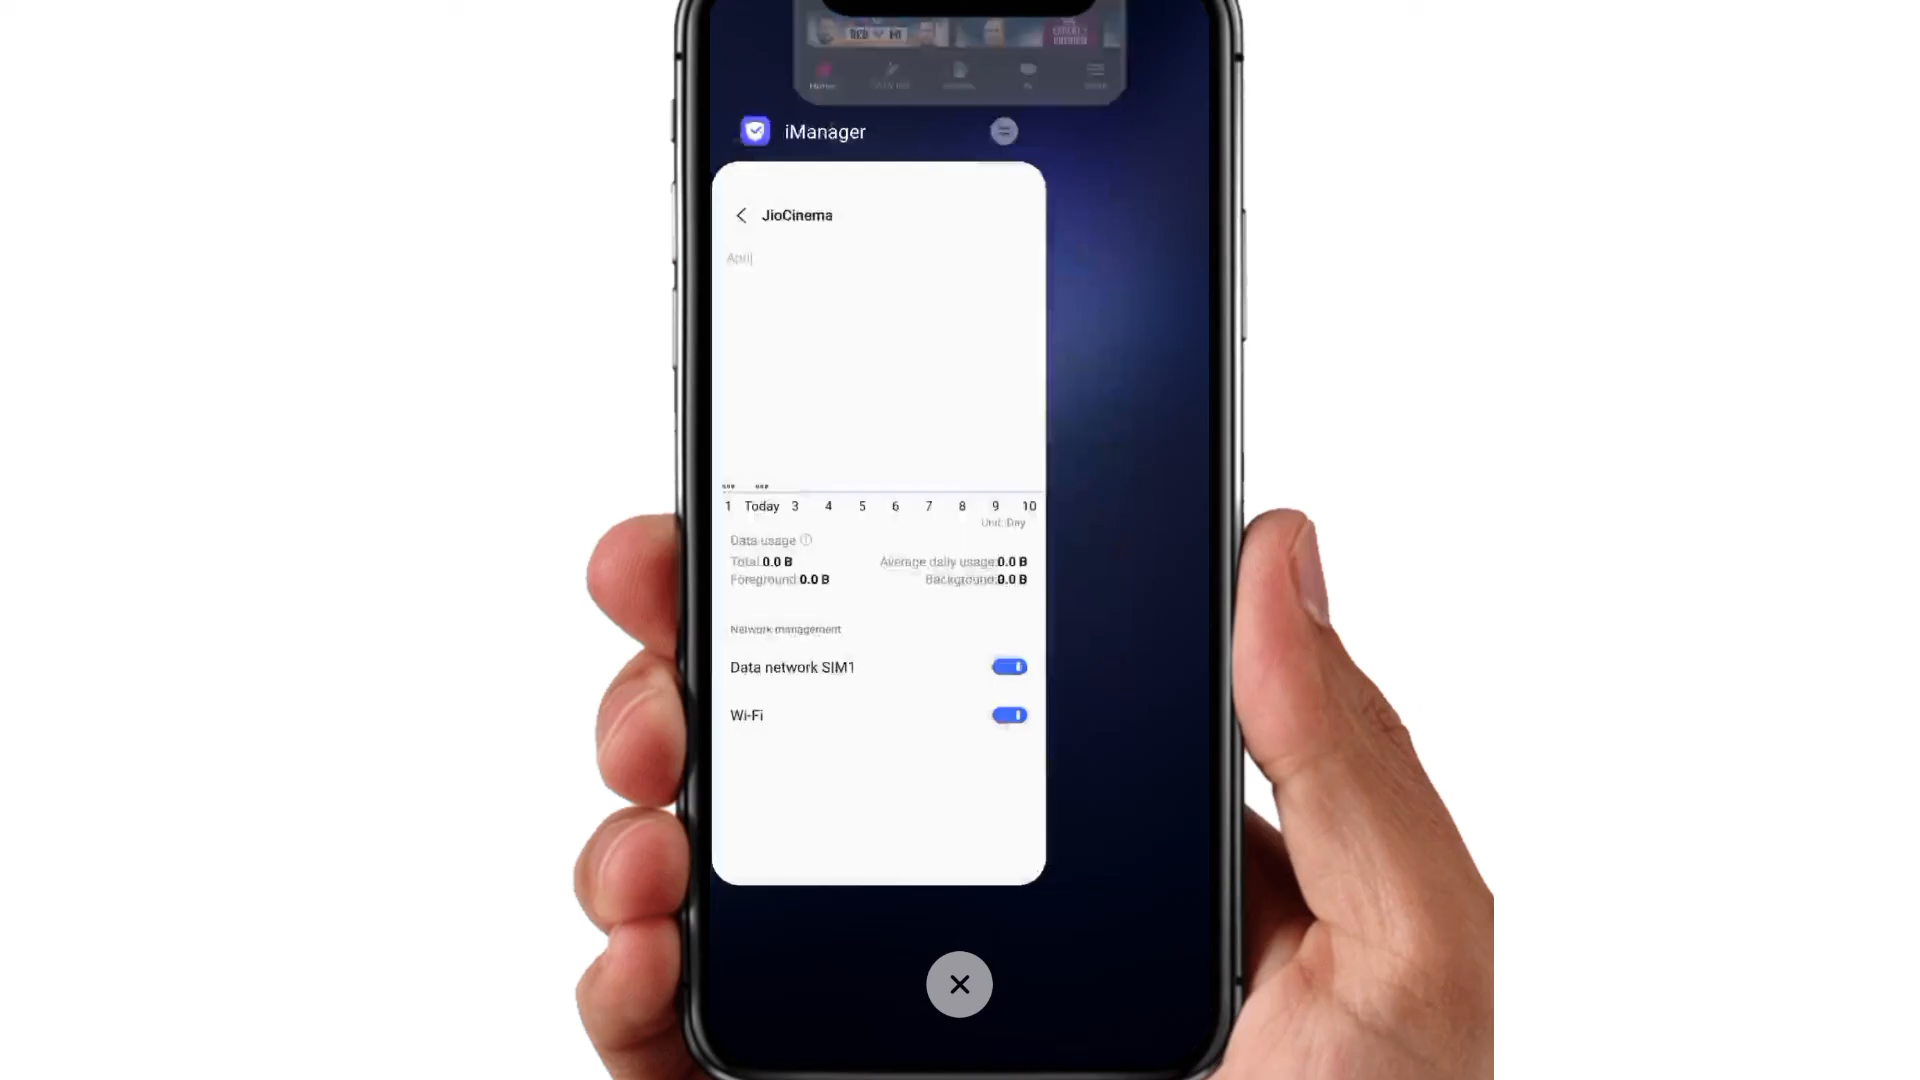 Home
iManager
JioCinema
April
1 Today 3 4 5 6 7 8 9 10
Unit: Day
Data usage
Total:0.0 B Average daily usage:0.0 B
Foreground:0.0 B Background:0.0 B
Network management
Data network SIM1
Wi-Fi